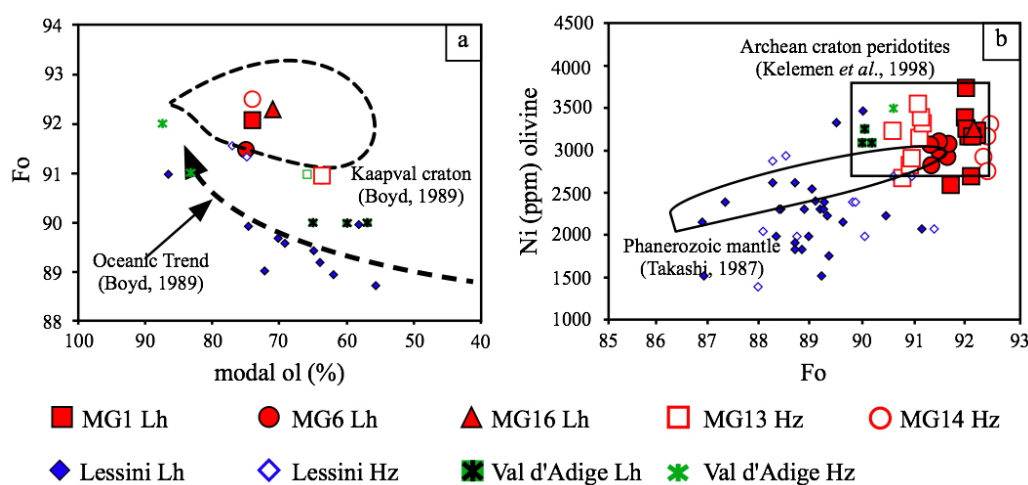 a
94
93
92
91
90
89
88
Fo
100
90
80
70
60
50
40
modal ol (%)
Kaapval craton
(Boyd, 1989)
Oceanic Trend
(Boyd, 1989)
b
4500
4000
3500
3000
2500
2000
1500
1000
Ni (ppm) olivine
85
86
87
88
89
90
91
92
93
Fo
Archean craton peridotites
(Kelemen et al., 1998)
Phanerozoic mantle
(Takashi, 1987)
MG1 Lh
MG6 Lh
MG16 Lh
MG13 Hz
MG14 Hz
Lessini Lh
Lessini Hz
Val d'Adige Lh
Val d'Adige Hz